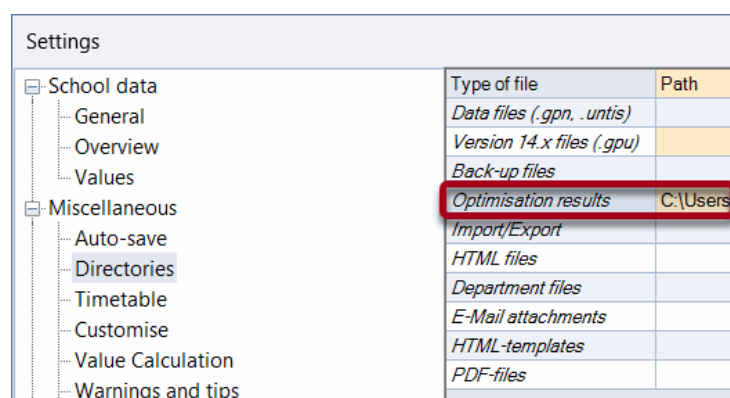 Settings
School data
General
Overview
Values
Miscellaneous
Auto-save
Directories
Timetable
Customise
Value Calculation
Warnings and tips
Type of file Path
Data files (.gpn, .untis)
Version 14.x files (.gpu)
Back-up files
Optimisation results C:\Users
Import/Export
HTML files
Department files
E-Mail attachments
HTML-templates
PDF-files